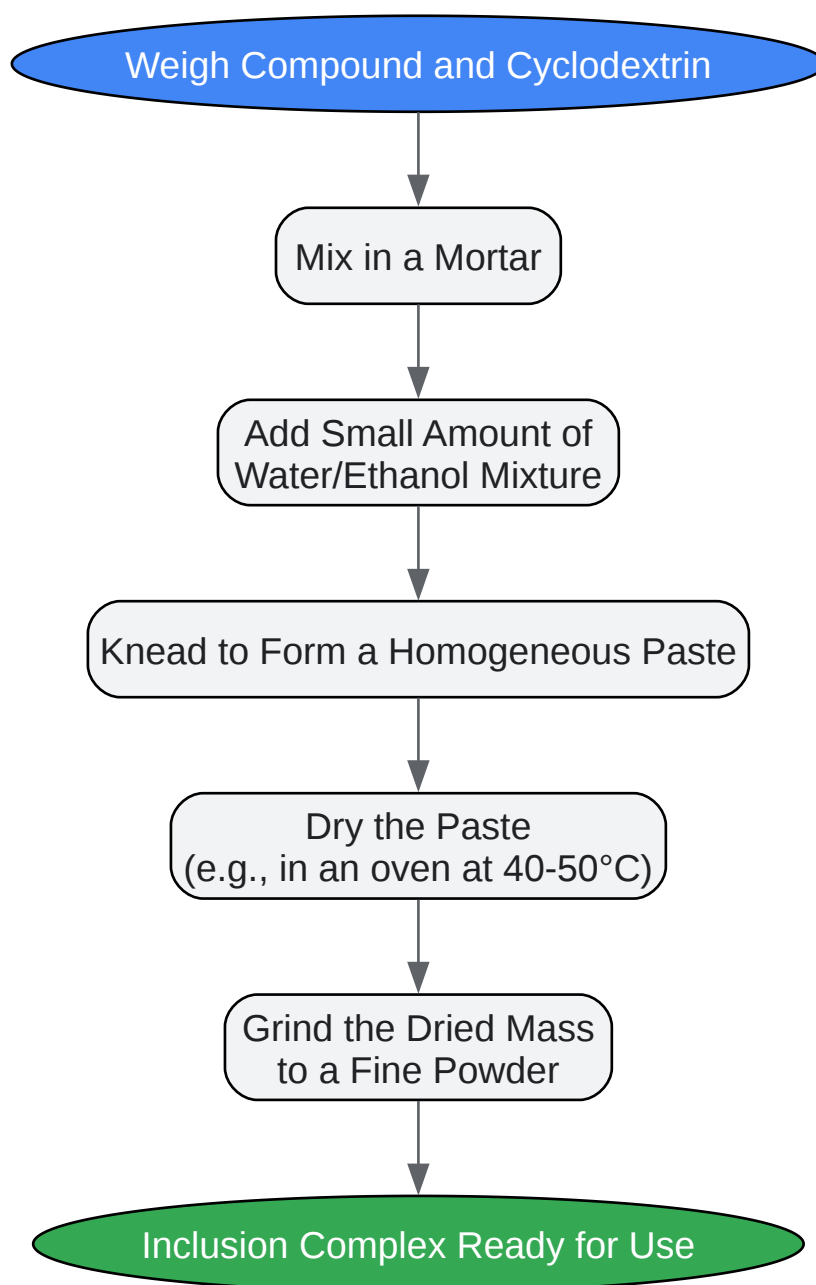 Weigh Compound and Cyclodextrin
Mix in a Mortar
Add Small Amount of
Water/Ethanol Mixture
Knead to Form a Homogeneous Paste
Dry the Paste
(e.g., in an oven at 40-50°C)
Grind the Dried Mass
to a Fine Powder
Inclusion Complex Ready for Use